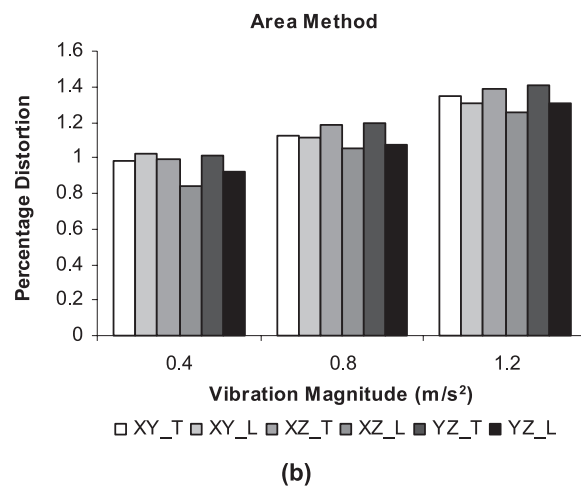 Area Method
Percentage Distortion
1.6
1.4
1.2
1
0.8
0.6
0.4
0.2
0
0.4 0.8 1.2
Vibration Magnitude (m/s²)
XY_T XY_L XZ_T XZ_L YZ_T YZ_L
(b)